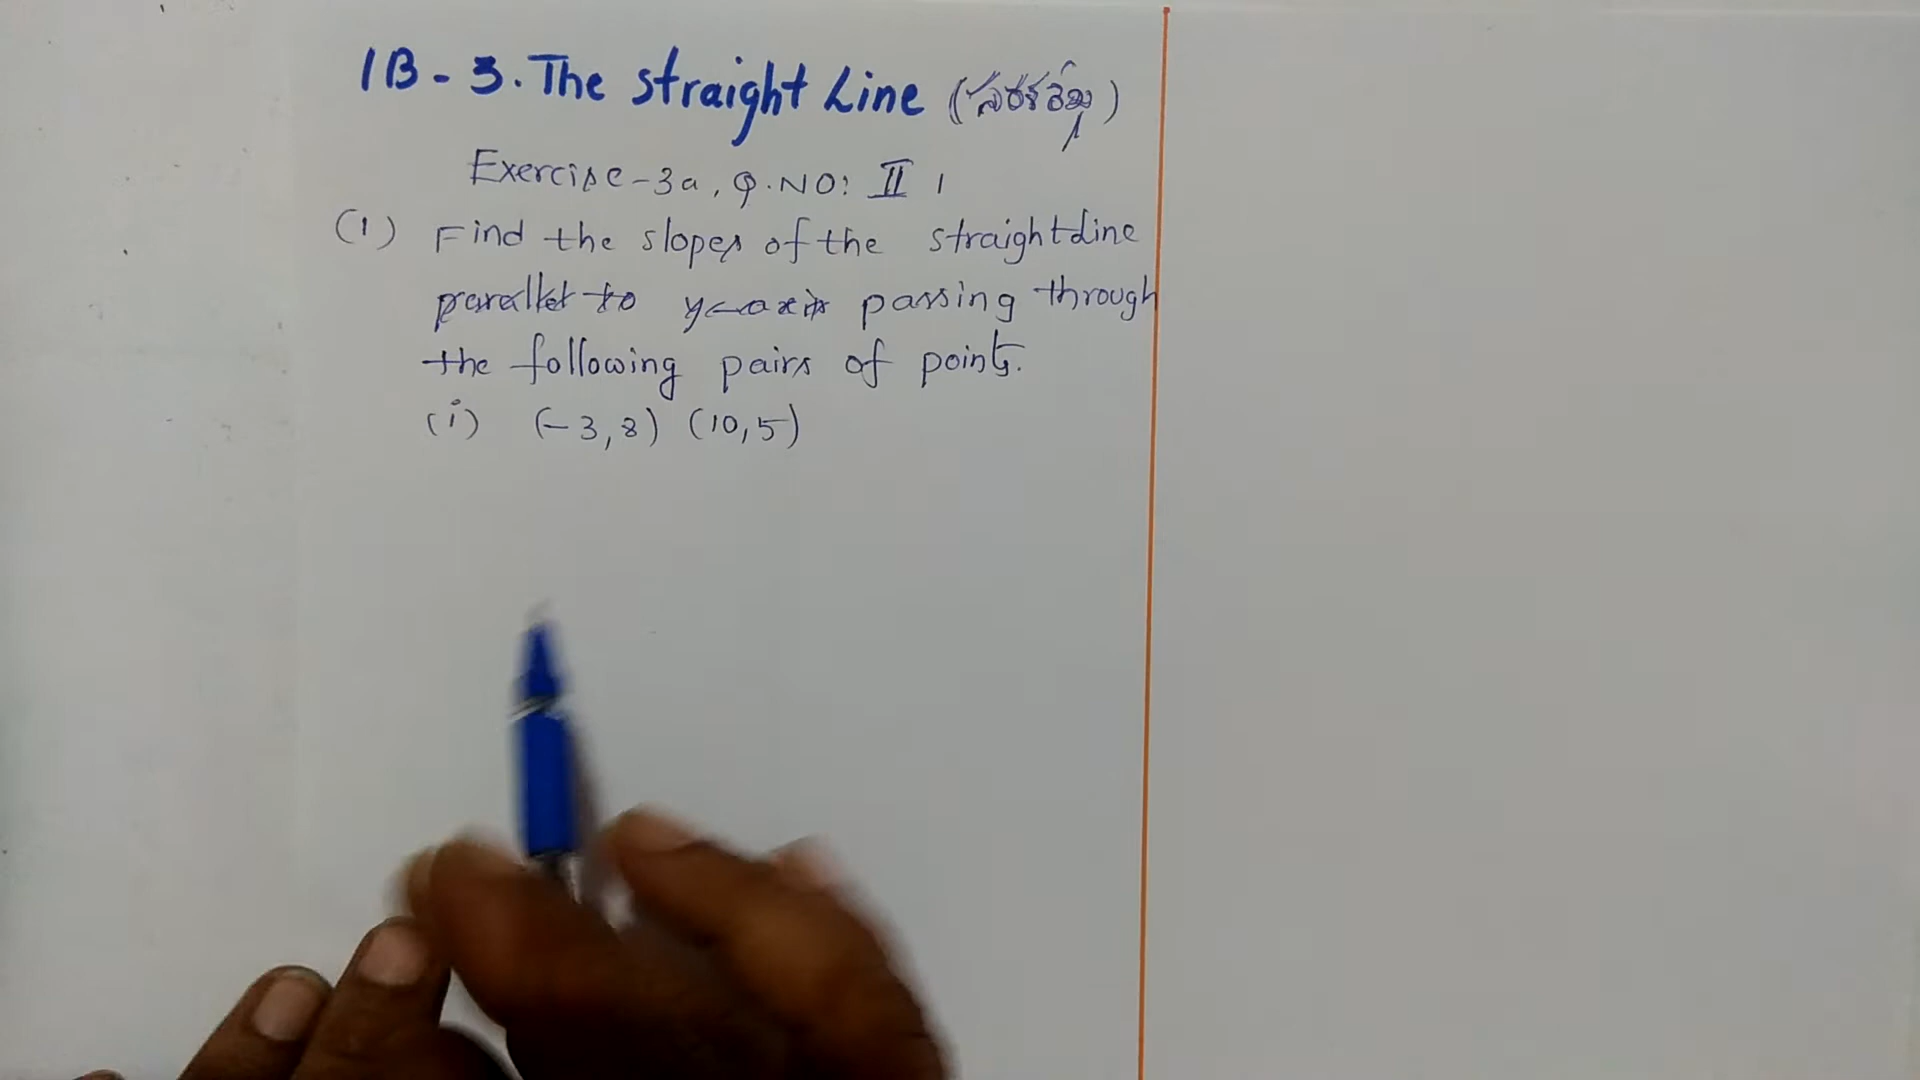 1B - 3. The straight Line (సరళరేఖ)
Exercise-3a, Q.NO: II 1
(1) Find the slopes of the straight Line
parallel to y-axis passing through
the following pairs of points.
(i) (-3,8) (10,5)